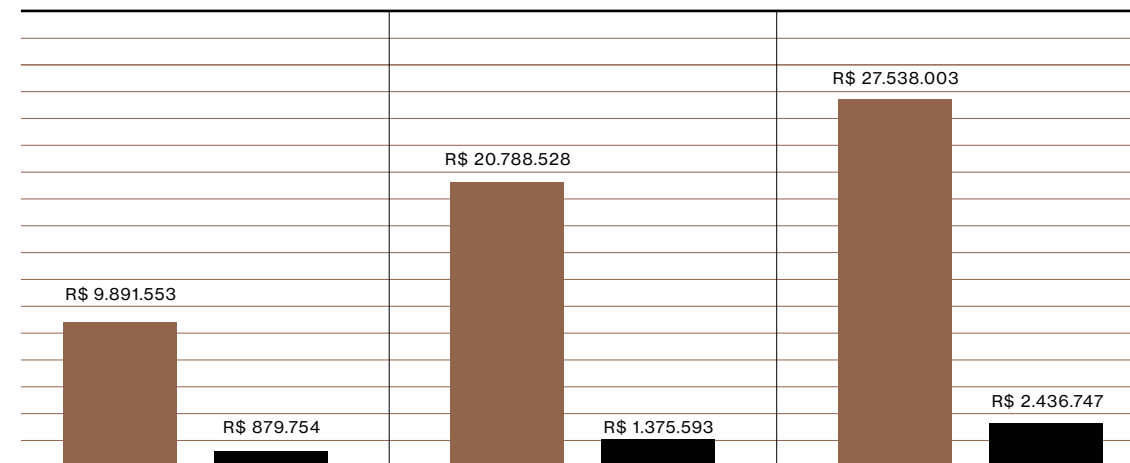 R$ 27.538.003
R$ 20.788.528
R$ 9.891.553
R$ 2.436.747
R$ 879.754
R$ 1.375.593